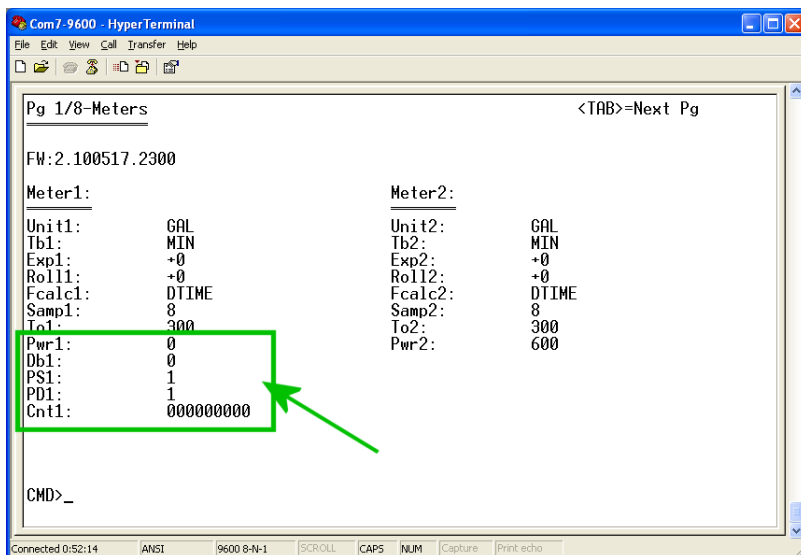 Com7-9600 - HyperTerminal
File Edit View Call Transfer Help
Pg 1/8-Meters <TAB>=Next Pg
FW:2.100517.2300
Meter1: Meter2:
Unit1: GAL Unit2: GAL
Tb1: MIN Tb2: MIN
Exp1: +0 Exp2: +0
Roll1: +0 Roll2: +0
Fcalc1: DTIME Fcalc2: DTIME
Samp1: 8 Samp2: 8
To1: 300 To2: 300
Pwr1: 0 Pwr2: 600
Db1: 0
PS1: 1
PD1: 1
Cnt1: 000000000
CMD>_
Connected 0:52:14 ANSI 9600 8-N-1 SCROLL CAPS NUM Capture Print echo